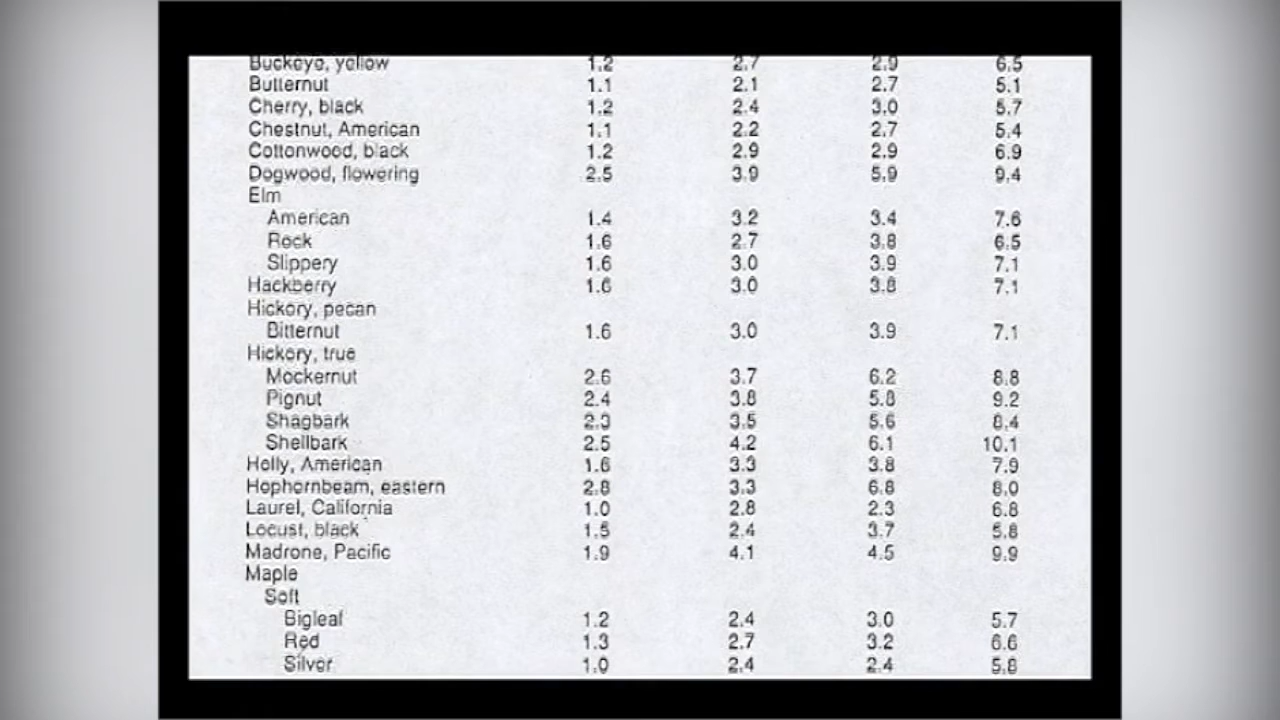 Buckeye, yellow 1.2 2.7 2.9 6.5
Butternut 1.1 2.1 2.7 5.1
Cherry, black 1.2 2.4 3.0 5.7
Chestnut, American 1.1 2.2 2.7 5.4
Cottonwood, black 1.2 2.9 2.9 6.9
Dogwood, flowering 2.5 3.9 5.9 9.4
Elm
American 1.4 3.2 3.4 7.6
Rock 1.6 2.7 3.8 6.5
Slippery 1.6 3.0 3.9 7.1
Hackberry 1.6 3.0 3.8 7.1
Hickory, pecan
Bitternut 1.6 3.0 3.9 7.1
Hickory, true
Mockernut 2.6 3.7 6.2 8.8
Pignut 2.4 3.8 5.8 9.2
Shagbark 2.3 3.5 5.6 8.4
Shellbark 2.5 4.2 6.1 10.1
Holly, American 1.6 3.3 3.8 7.9
Hophornbeam, eastern 2.8 3.3 6.8 8.0
Laurel, California 1.0 2.8 2.3 6.8
Locust, black 1.5 2.4 3.7 5.8
Madrone, Pacific 1.9 4.1 4.5 9.9
Maple
Soft
Bigleaf 1.2 2.4 3.0 5.7
Red 1.3 2.7 3.2 6.6
Silver 1.0 2.4 2.4 5.8